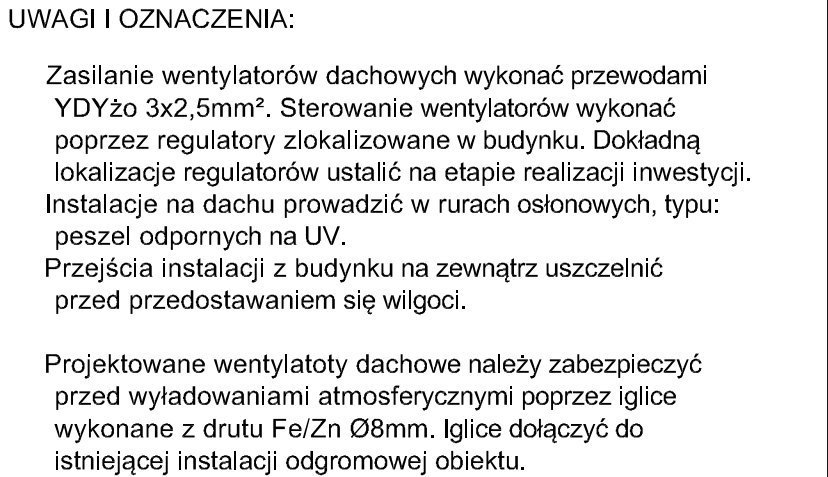 UWAGI I OZNACZENIA:
Zasilanie wentylatorów dachowych wykonać przewodami
YDYżo 3x2,5mm². Sterowanie wentylatorów wykonać
poprzez regulatory zlokalizowane w budynku. Dokładną
lokalizacje regulatorów ustalić na etapie realizacji inwestycji.
Instalacje na dachu prowadzić w rurach osłonowych, typu:
peszel odpornych na UV.
Przejścia instalacji z budynku na zewnątrz uszczelnić
przed przedostawaniem się wilgoci.
Projektowane wentylatoty dachowe należy zabezpieczyć
przed wyładowaniami atmosferycznymi poprzez iglice
wykonane z drutu Fe/Zn Ø8mm. Iglice dołączyć do
istniejącej instalacji odgromowej obiektu.